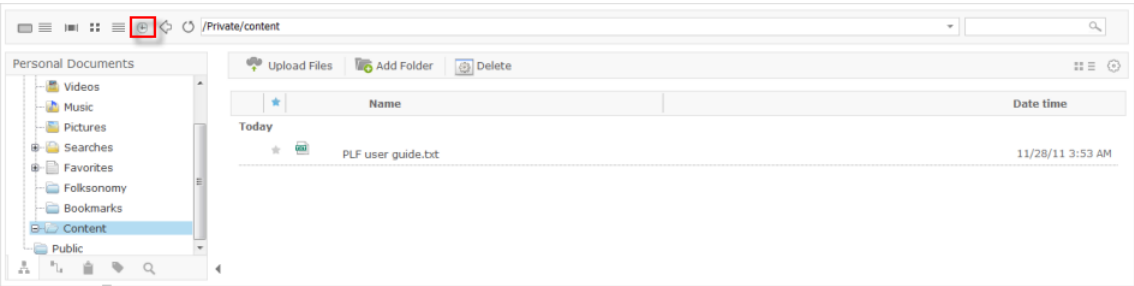 /Private/content
Personal Documents
Upload Files
Add Folder
Delete
Videos
Music
Pictures
Searches
Favorites
Folksonomy
Bookmarks
Content
Public
Name
Date time
Today
PLF user guide.txt
11/28/11 3:53 AM